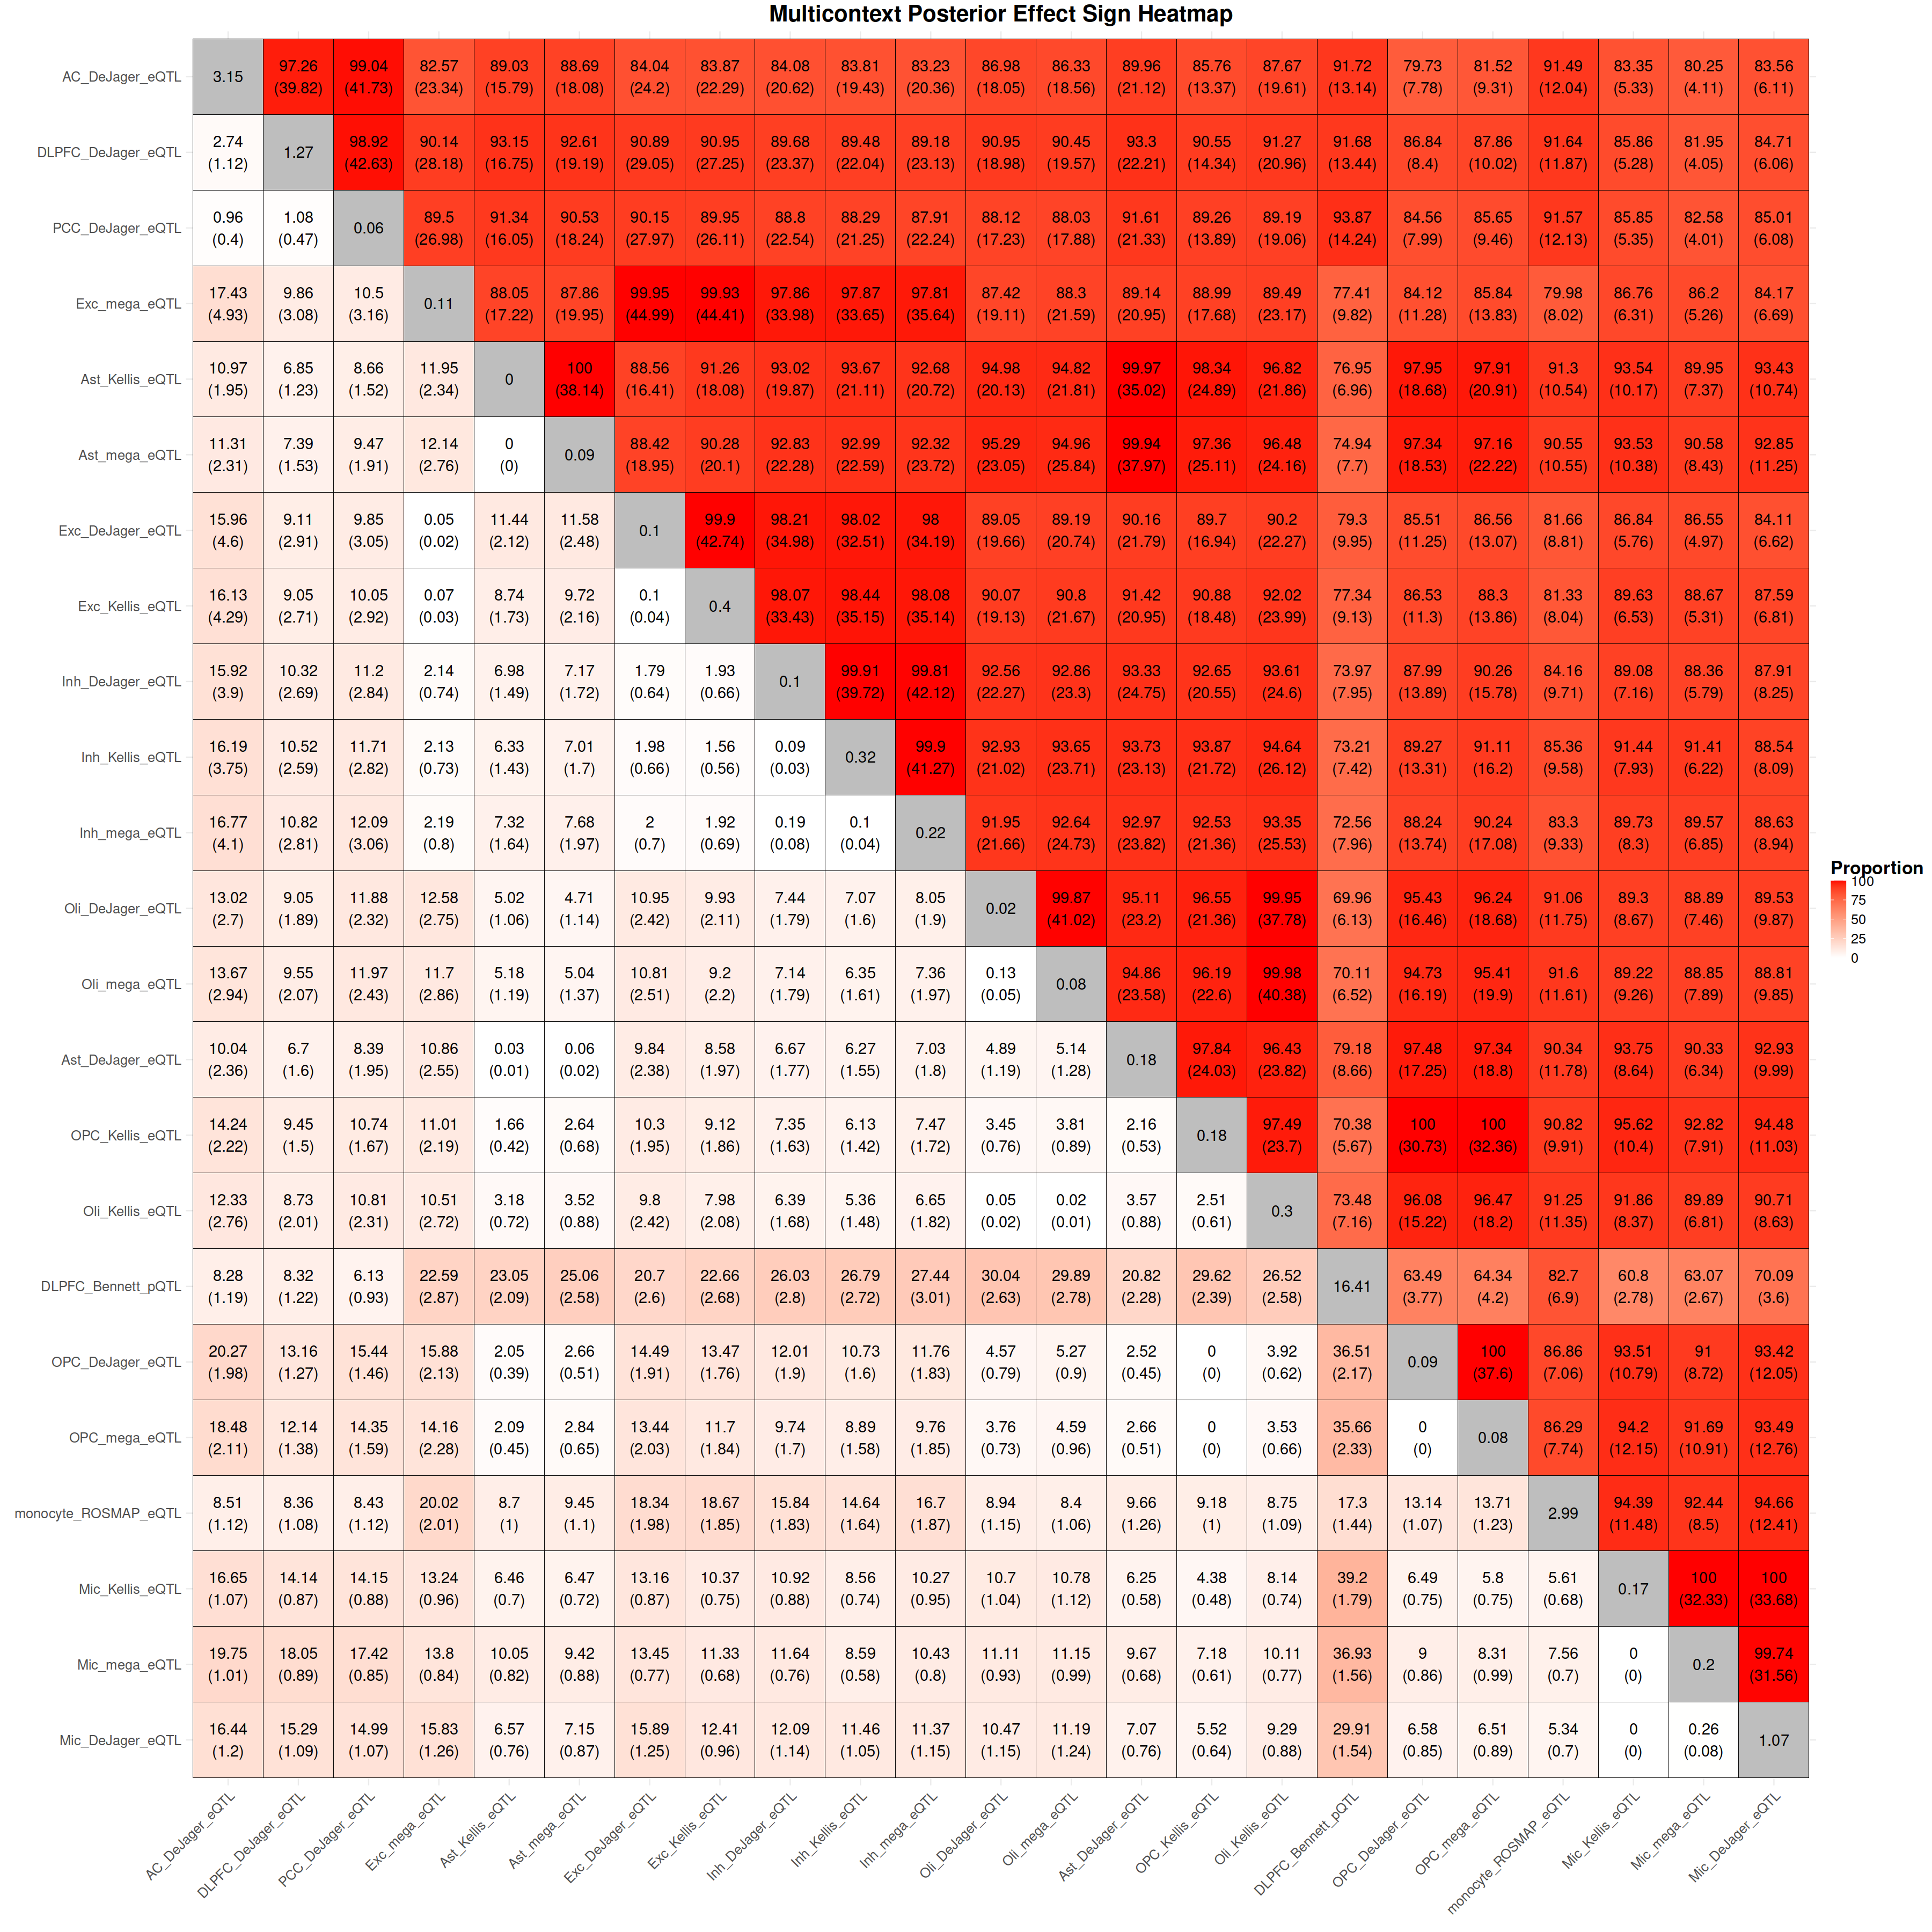 Multicontext Posterior Effect Sign Heatmap
AC_DeJager_eQTL 3.15 97.26 99.04 82.57 89.03 88.69 84.04 83.87 84.08 83.81 83.23 86.98 86.33 89.96 85.76 87.67 91.72 79.73 81.52 91.49 83.35 80.25 83.56
(39.82) (41.73) (23.34) (15.79) (18.08) (24.2) (22.29) (20.62) (19.43) (20.36) (18.05) (18.56) (21.12) (13.37) (19.61) (13.14) (7.78) (9.31) (12.04) (5.33) (4.11) (6.11)
DLPFC_DeJager_eQTL 2.74 1.27 98.92 90.14 93.15 92.61 90.89 90.95 89.68 89.48 89.18 90.95 90.45 93.3 90.55 91.27 91.68 86.84 87.86 91.64 85.86 81.95 84.71
(1.12) (42.63) (28.18) (16.75) (19.19) (29.05) (27.25) (23.37) (22.04) (23.13) (18.98) (19.57) (22.21) (14.34) (20.96) (13.44) (8.4) (10.02) (11.87) (5.28) (4.05) (6.06)
PCC_DeJager_eQTL 0.96 1.08 0.06 89.5 91.34 90.53 90.15 89.95 88.8 88.29 87.91 88.12 88.03 91.61 89.26 89.19 93.87 84.56 85.65 91.57 85.85 82.58 85.01
(0.4) (0.47) (26.98) (16.05) (18.24) (27.97) (26.11) (22.54) (21.25) (22.24) (17.23) (17.88) (21.33) (13.89) (19.06) (14.24) (7.99) (9.46) (12.13) (5.35) (4.01) (6.08)
Exc_mega_eQTL 17.43 9.86 10.5 0.11 88.05 87.86 99.95 99.93 97.86 97.87 97.81 87.42 88.3 89.14 88.99 89.49 77.41 84.12 85.84 79.98 86.76 86.2 84.17
(4.93) (3.08) (3.16) (17.22) (19.95) (44.99) (44.41) (33.98) (33.65) (35.64) (19.11) (21.59) (20.95) (17.68) (23.17) (9.82) (11.28) (13.83) (8.02) (6.31) (5.26) (6.69)
Ast_Kellis_eQTL 10.97 6.85 8.66 11.95 0 100 88.56 91.26 93.02 93.67 92.68 94.98 94.82 99.97 98.34 96.82 76.95 97.95 97.91 91.3 93.54 89.95 93.43
(1.95) (1.23) (1.52) (2.34) (38.14) (16.41) (18.08) (19.87) (21.11) (20.72) (20.13) (21.81) (35.02) (24.89) (21.86) (6.96) (18.68) (20.91) (10.54) (10.17) (7.37) (10.74)
Ast_mega_eQTL 11.31 7.39 9.47 12.14 0 0.09 88.42 90.28 92.83 92.99 92.32 95.29 94.96 99.94 97.36 96.48 74.94 97.34 97.16 90.55 93.53 90.58 92.85
(2.31) (1.53) (1.91) (2.76) (0) (18.95) (20.1) (22.28) (22.59) (23.72) (23.05) (25.84) (37.97) (25.11) (24.16) (7.7) (18.53) (22.22) (10.55) (10.38) (8.43) (11.25)
Exc_DeJager_eQTL 15.96 9.11 9.85 0.05 11.44 11.58 0.1 99.9 98.21 98.02 98 89.05 89.19 90.16 89.7 90.2 79.3 85.51 86.56 81.66 86.84 86.55 84.11
(4.6) (2.91) (3.05) (0.02) (2.12) (2.48) (42.74) (34.98) (32.51) (34.19) (19.66) (20.74) (21.79) (16.94) (22.27) (9.95) (11.25) (13.07) (8.81) (5.76) (4.97) (6.62)
Exc_Kellis_eQTL 16.13 9.05 10.05 0.07 8.74 9.72 0.1 0.4 98.07 98.44 98.08 90.07 90.8 91.42 90.88 92.02 77.34 86.53 88.3 81.33 89.63 88.67 87.59
(4.29) (2.71) (2.92) (0.03) (1.73) (2.16) (0.04) (33.43) (35.15) (35.14) (19.13) (21.67) (20.95) (18.48) (23.99) (9.13) (11.3) (13.86) (8.04) (6.53) (5.31) (6.81)
Inh_DeJager_eQTL 15.92 10.32 11.2 2.14 6.98 7.17 1.79 1.93 0.1 99.91 99.81 92.56 92.86 93.33 92.65 93.61 73.97 87.99 90.26 84.16 89.08 88.36 87.91
(3.9) (2.69) (2.84) (0.74) (1.49) (1.72) (0.64) (0.66) (39.72) (42.12) (22.27) (23.3) (24.75) (20.55) (24.6) (7.95) (13.89) (15.78) (9.71) (7.16) (5.79) (8.25)
Inh_Kellis_eQTL 16.19 10.52 11.71 2.13 6.33 7.01 1.98 1.56 0.09 0.32 99.9 92.93 93.65 93.73 93.87 94.64 73.21 89.27 91.11 85.36 91.44 91.41 88.54
(3.75) (2.59) (2.82) (0.73) (1.43) (1.7) (0.66) (0.56) (0.03) (41.27) (21.02) (23.71) (23.13) (21.72) (26.12) (7.42) (13.31) (16.2) (9.58) (7.93) (6.22) (8.09)
Inh_mega_eQTL 16.77 10.82 12.09 2.19 7.32 7.68 2 1.92 0.19 0.1 0.22 91.95 92.64 92.97 92.53 93.35 72.56 88.24 90.24 83.3 89.73 89.57 88.63
(4.1) (2.81) (3.06) (0.8) (1.64) (1.97) (0.7) (0.69) (0.08) (0.04) (21.66) (24.73) (23.82) (21.36) (25.53) (7.96) (13.74) (17.08) (9.33) (8.3) (6.85) (8.94)
Oli_DeJager_eQTL 13.02 9.05 11.88 12.58 5.02 4.71 10.95 9.93 7.44 7.07 8.05 0.02 99.87 95.11 96.55 99.95 69.96 95.43 96.24 91.06 89.3 88.89 89.53
(2.7) (1.89) (2.32) (2.75) (1.06) (1.14) (2.42) (2.11) (1.79) (1.6) (1.9) (41.02) (23.2) (21.36) (37.78) (6.13) (16.46) (18.68) (11.75) (8.67) (7.46) (9.87)
Oli_mega_eQTL 13.67 9.55 11.97 11.7 5.18 5.04 10.81 9.2 7.14 6.35 7.36 0.13 0.08 94.86 96.19 99.98 70.11 94.73 95.41 91.6 89.22 88.85 88.81
(2.94) (2.07) (2.43) (2.86) (1.19) (1.37) (2.51) (2.2) (1.79) (1.61) (1.97) (0.05) (23.58) (22.6) (40.38) (6.52) (16.19) (19.9) (11.61) (9.26) (7.89) (9.85)
Ast_DeJager_eQTL 10.04 6.7 8.39 10.86 0.03 0.06 9.84 8.58 6.67 6.27 7.03 4.89 5.14 0.18 97.84 96.43 79.18 97.48 97.34 90.34 93.75 90.33 92.93
(2.36) (1.6) (1.95) (2.55) (0.01) (0.02) (2.38) (1.97) (1.77) (1.55) (1.8) (1.19) (1.28) (24.03) (23.82) (8.66) (17.25) (18.8) (11.78) (8.64) (6.34) (9.99)
OPC_Kellis_eQTL 14.24 9.45 10.74 11.01 1.66 2.64 10.3 9.12 7.35 6.13 7.47 3.45 3.81 2.16 0.18 97.49 70.38 100 100 90.82 95.62 92.82 94.48
(2.22) (1.5) (1.67) (2.19) (0.42) (0.68) (1.95) (1.86) (1.63) (1.42) (1.72) (0.76) (0.89) (0.53) (23.7) (5.67) (30.73) (32.36) (9.91) (10.4) (7.91) (11.03)
Oli_Kellis_eQTL 12.33 8.73 10.81 10.51 3.18 3.52 9.8 7.98 6.39 5.36 6.65 0.05 0.02 3.57 2.51 0.3 73.48 96.08 96.47 91.25 91.86 89.89 90.71
(2.76) (2.01) (2.31) (2.72) (0.72) (0.88) (2.42) (2.08) (1.68) (1.48) (1.82) (0.02) (0.01) (0.88) (0.61) (7.16) (15.22) (18.2) (11.35) (8.37) (6.81) (8.63)
DLPFC_Bennett_pQTL 8.28 8.32 6.13 22.59 23.05 25.06 20.7 22.66 26.03 26.79 27.44 30.04 29.89 20.82 29.62 26.52 16.41 63.49 64.34 82.7 60.8 63.07 70.09
(1.19) (1.22) (0.93) (2.87) (2.09) (2.58) (2.6) (2.68) (2.8) (2.72) (3.01) (2.63) (2.78) (2.28) (2.39) (2.58) (3.77) (4.2) (6.9) (2.78) (2.67) (3.6)
OPC_DeJager_eQTL 20.27 13.16 15.44 15.88 2.05 2.66 14.49 13.47 12.01 10.73 11.76 4.57 5.27 2.52 0 3.92 36.51 0.09 100 86.86 93.51 91 93.42
(1.98) (1.27) (1.46) (2.13) (0.39) (0.51) (1.91) (1.76) (1.9) (1.6) (1.83) (0.79) (0.9) (0.45) (0) (0.62) (2.17) (37.6) (7.06) (10.79) (8.72) (12.05)
OPC_mega_eQTL 18.48 12.14 14.35 14.16 2.09 2.84 13.44 11.7 9.74 8.89 9.76 3.76 4.59 2.66 0 3.53 35.66 0 0.08 86.29 94.2 91.69 93.49
(2.11) (1.38) (1.59) (2.28) (0.45) (0.65) (2.03) (1.84) (1.7) (1.58) (1.85) (0.73) (0.96) (0.51) (0) (0.66) (2.33) (0) (7.74) (12.15) (10.91) (12.76)
monocyte_ROSMAP_eQTL 8.51 8.36 8.43 20.02 8.7 9.45 18.34 18.67 15.84 14.64 16.7 8.94 8.4 9.66 9.18 8.75 17.3 13.14 13.71 2.99 94.39 92.44 94.66
(1.12) (1.08) (1.12) (2.01) (1) (1.1) (1.98) (1.85) (1.83) (1.64) (1.87) (1.15) (1.06) (1.26) (1) (1.09) (1.44) (1.07) (1.23) (11.48) (8.5) (12.41)
Mic_Kellis_eQTL 16.65 14.14 14.15 13.24 6.46 6.47 13.16 10.37 10.92 8.56 10.27 10.7 10.78 6.25 4.38 8.14 39.2 6.49 5.8 5.61 0.17 100 100
(1.07) (0.87) (0.88) (0.96) (0.7) (0.72) (0.87) (0.75) (0.88) (0.74) (0.95) (1.04) (1.12) (0.58) (0.48) (0.74) (1.79) (0.75) (0.75) (0.68) (32.33) (33.68)
Mic_mega_eQTL 19.75 18.05 17.42 13.8 10.05 9.42 13.45 11.33 11.64 8.59 10.43 11.11 11.15 9.67 7.18 10.11 36.93 9 8.31 7.56 0 0.2 99.74
(1.01) (0.89) (0.85) (0.84) (0.82) (0.88) (0.77) (0.68) (0.76) (0.58) (0.8) (0.93) (0.99) (0.68) (0.61) (0.77) (1.56) (0.86) (0.99) (0.7) (0) (31.56)
Mic_DeJager_eQTL 16.44 15.29 14.99 15.83 6.57 7.15 15.89 12.41 12.09 11.46 11.37 10.47 11.19 7.07 5.52 9.29 29.91 6.58 6.51 5.34 0 0.26 1.07
(1.2) (1.09) (1.07) (1.26) (0.76) (0.87) (1.25) (0.96) (1.14) (1.05) (1.15) (1.15) (1.24) (0.76) (0.64) (0.88) (1.54) (0.85) (0.89) (0.7) (0) (0.08)
AC_DeJager_eQTL
DLPFC_DeJager_eQTL
PCC_DeJager_eQTL
Exc_mega_eQTL
Ast_Kellis_eQTL
Ast_mega_eQTL
Exc_DeJager_eQTL
Exc_Kellis_eQTL
Inh_DeJager_eQTL
Inh_Kellis_eQTL
Inh_mega_eQTL
Oli_DeJager_eQTL
Oli_mega_eQTL
Ast_DeJager_eQTL
OPC_Kellis_eQTL
Oli_Kellis_eQTL
DLPFC_Bennett_pQTL
OPC_DeJager_eQTL
OPC_mega_eQTL
monocyte_ROSMAP_eQTL
Mic_Kellis_eQTL
Mic_mega_eQTL
Mic_DeJager_eQTL
Proportion
100
75
50
25
0